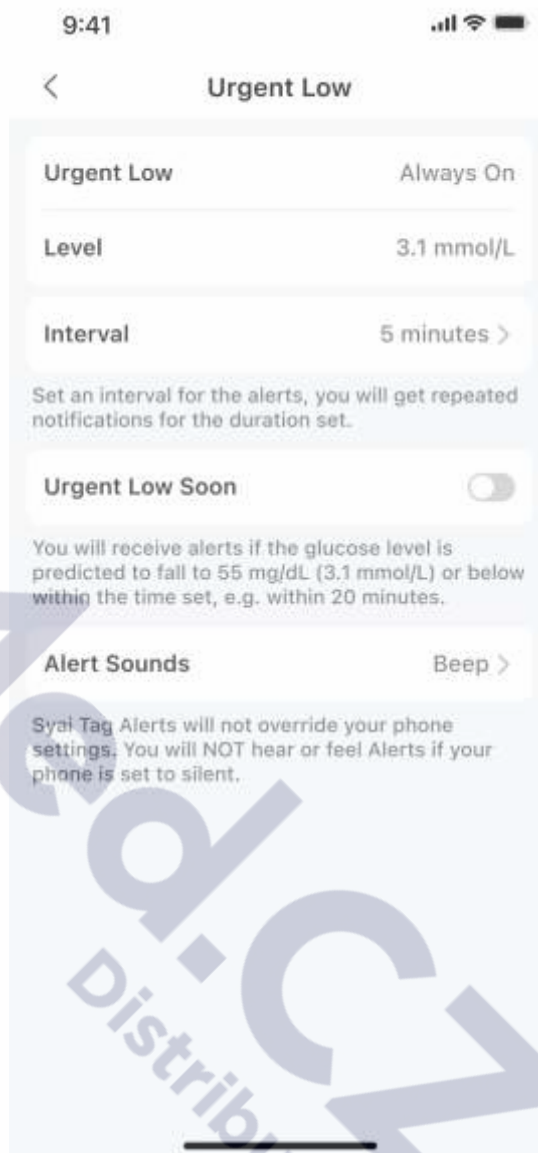 9:41
Urgent Low
Urgent Low Always On
Level 3.1 mmol/L
Interval 5 minutes >
Set an interval for the alerts, you will get repeated
notifications for the duration set.
Urgent Low Soon
You will receive alerts if the glucose level is
predicted to fall to 55 mg/dL (3.1 mmol/L) or below
within the time set, e.g. within 20 minutes.
Alert Sounds Beep >
Syai Tag Alerts will not override your phone
settings. You will NOT hear or feel Alerts if your
phone is set to silent.